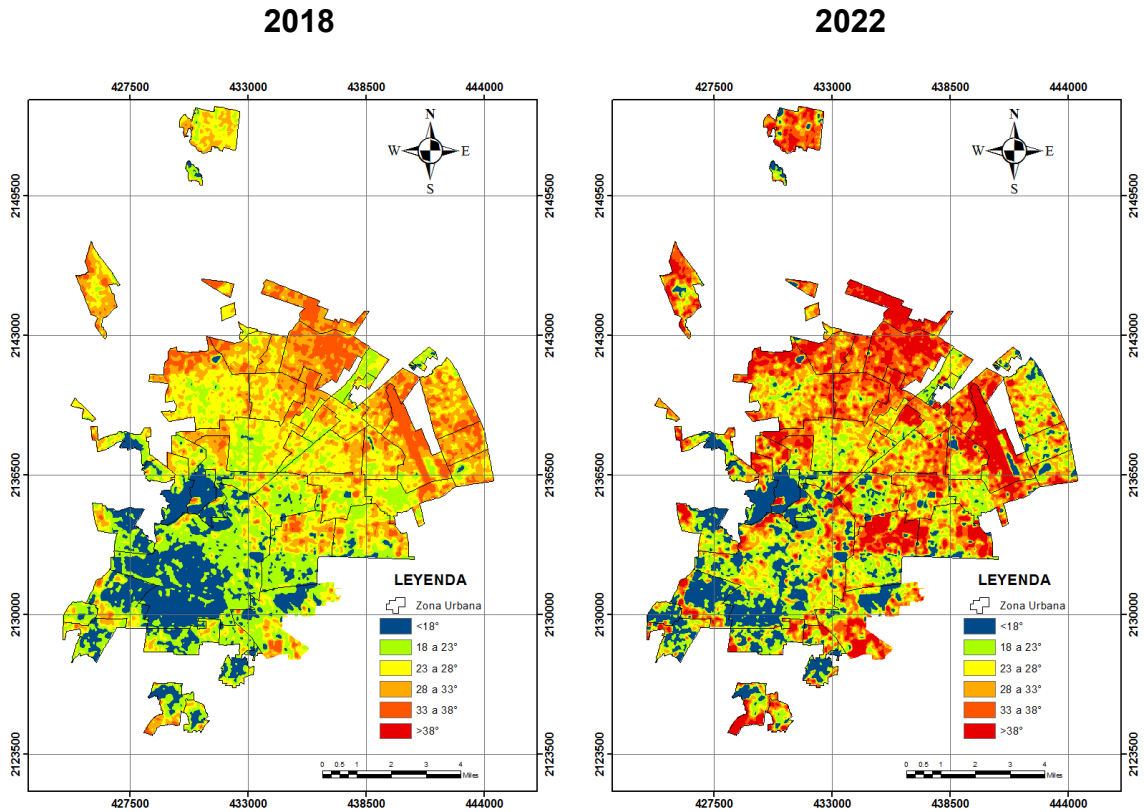 2018
2022
427500 433000 438500 444000
427500 433000 438500 444000
N
W E
S
N
W E
S
2149500
2149500
2149500
2149500
2143000
2143000
2143000
2143000
2136500
2136500
2136500
2136500
2130000
2130000
2130000
2130000
2123500
2123500
2123500
2123500
LEYENDA
Zona Urbana
<18°
18 a 23°
23 a 28°
28 a 33°
33 a 38°
>38°
0 0.5 1 2 3 4
Miles
LEYENDA
Zona Urbana
<18°
18 a 23°
23 a 28°
28 a 33°
33 a 38°
>38°
0 0.5 1 2 3 4
Miles
427500 433000 438500 444000
427500 433000 438500 444000